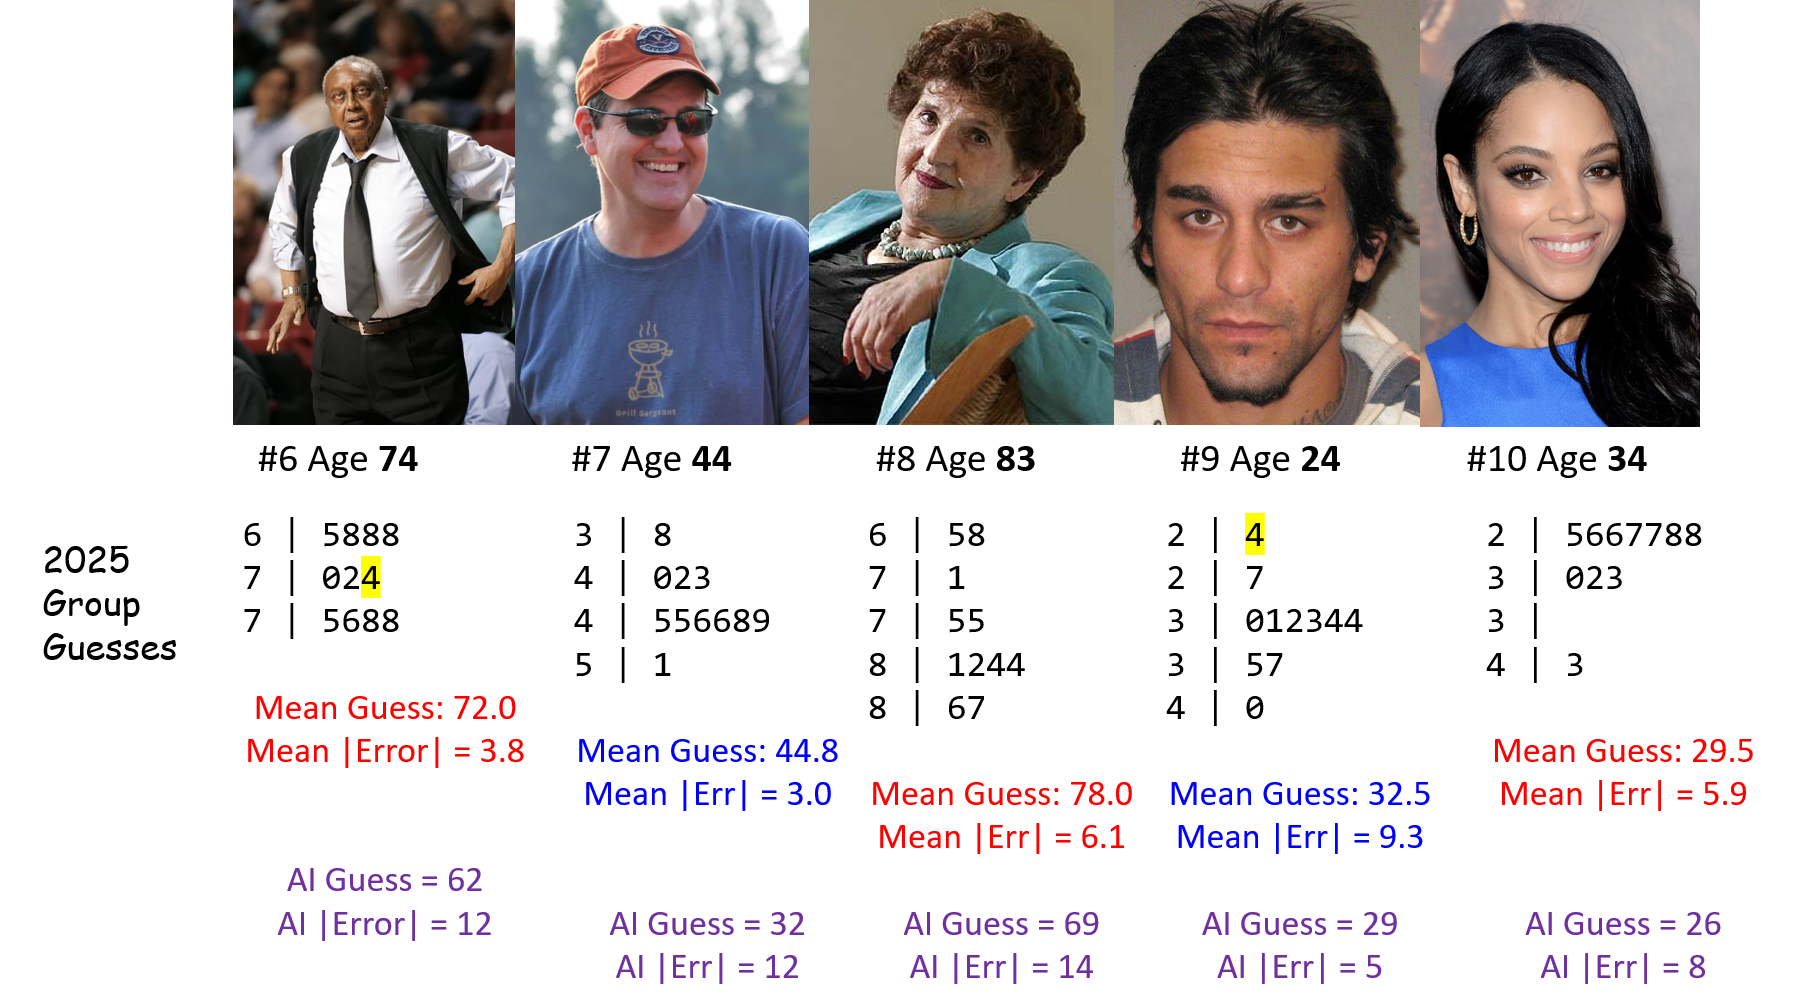 Grill Sergeant
#6 Age 74
#7 Age 44
#8 Age 83
#9 Age 24
#10 Age 34
2025
Group
Guesses
6 | 5888
7 | 024
7 | 5688
Mean Guess: 72.0
Mean |Error| = 3.8
AI Guess = 62
AI |Error| = 12
3 | 8
4 | 023
4 | 556689
5 | 1
Mean Guess: 44.8
Mean |Err| = 3.0
AI Guess = 32
AI |Err| = 12
6 | 58
7 | 1
7 | 55
8 | 1244
8 | 67
Mean Guess: 78.0
Mean |Err| = 6.1
AI Guess = 69
AI |Err| = 14
2 | 4
2 | 7
3 | 012344
3 | 57
4 | 0
Mean Guess: 32.5
Mean |Err| = 9.3
AI Guess = 29
AI |Err| = 5
2 | 5667788
3 | 023
3 |
4 | 3
Mean Guess: 29.5
Mean |Err| = 5.9
AI Guess = 26
AI |Err| = 8